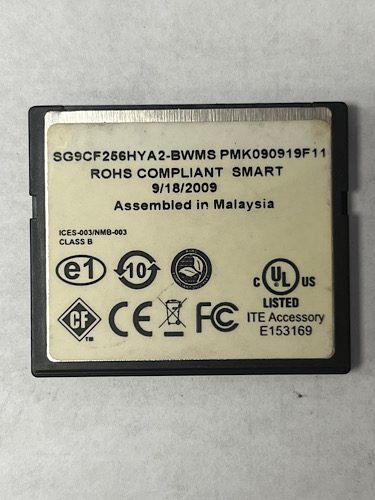 SG9CF256HYA2-BWMS PMK090919F11
ROHS COMPLIANT SMART
9/18/2009
Assembled in Malaysia
ICES-003/NMB-003
CLASS B
e1 10 C UL US
LISTED
CF TM CE FC ITE Accessory
E153169